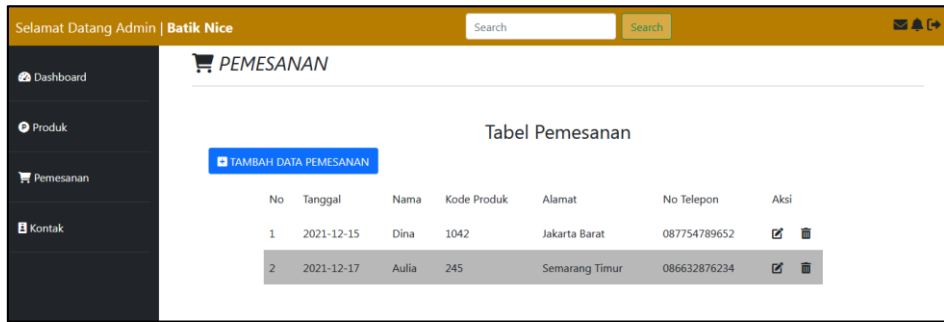 Selamat Datang Admin | Batik Nice Search Search
Dashboard
Produk
Pemesanan
Kontak
PEMESANAN
Tabel Pemesanan
TAMBAH DATA PEMESANAN
No Tanggal Nama Kode Produk Alamat No Telepon Aksi
1 2021-12-15 Dina 1042 Jakarta Barat 087754789652
2 2021-12-17 Aulia 245 Semarang Timur 086632876234